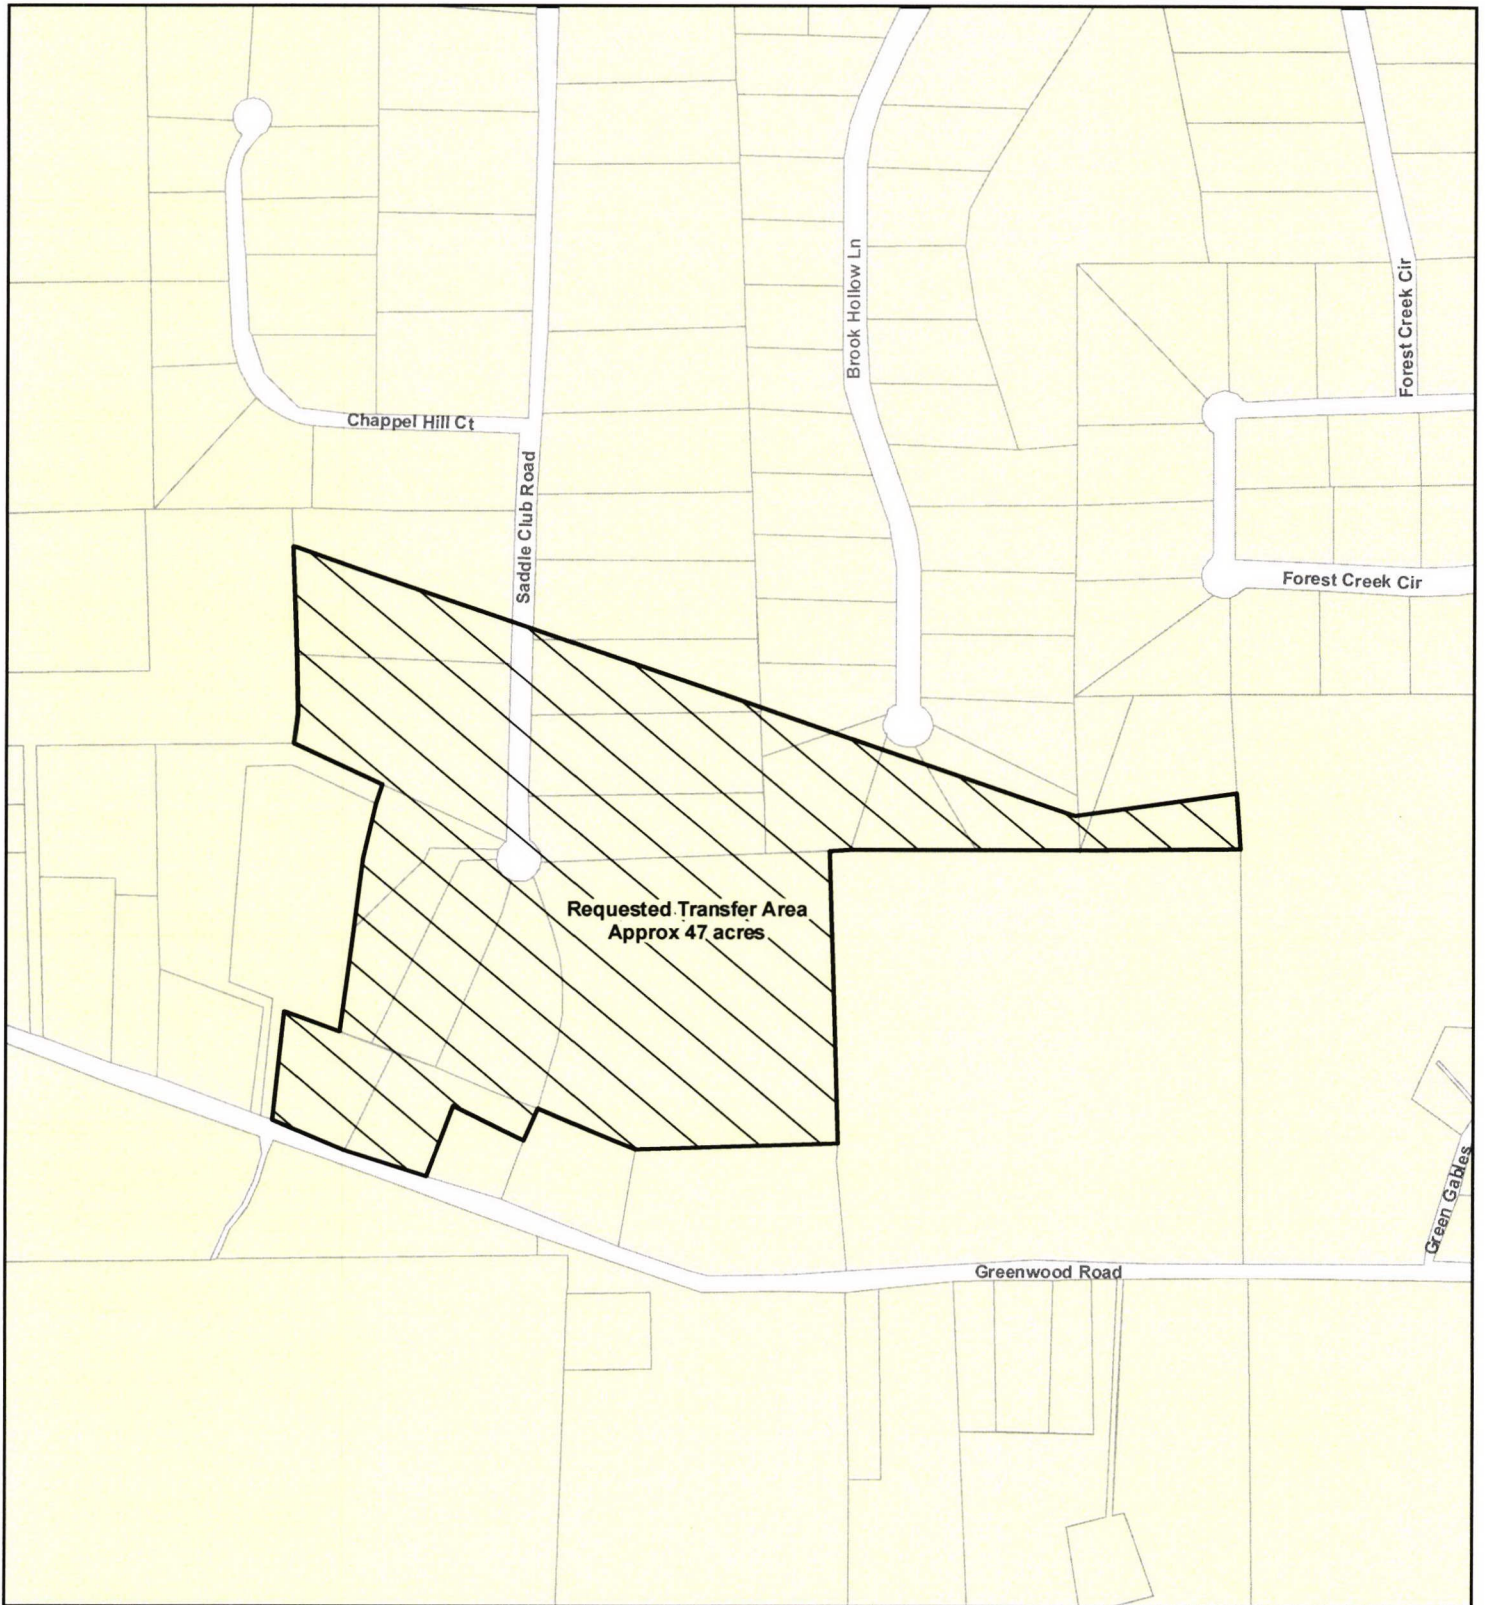 Brook Hollow Ln
Forest Creek Cir
Chappel Hill Ct
Saddle Club Road
Forest Creek Cir
Requested Transfer Area
Approx 47 acres
Green Gables
Greenwood Road